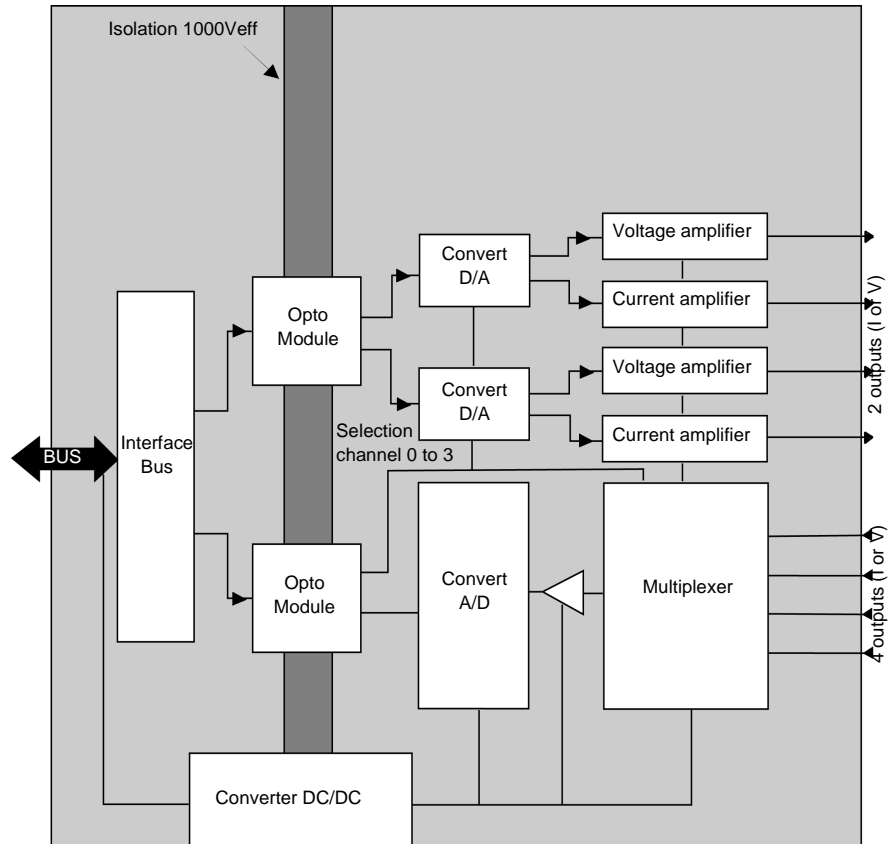 Isolation 1000Veff
Voltage amplifier
Convert
D/A
Current amplifier
Opto
Module
Voltage amplifier
Convert
D/A
Current amplifier
2 outputs (I or V)
Selection
channel 0 to 3
BUS
Interface
Bus
Opto
Module
Convert
A/D
Multiplexer
4 outputs (I or V)
Converter DC/DC